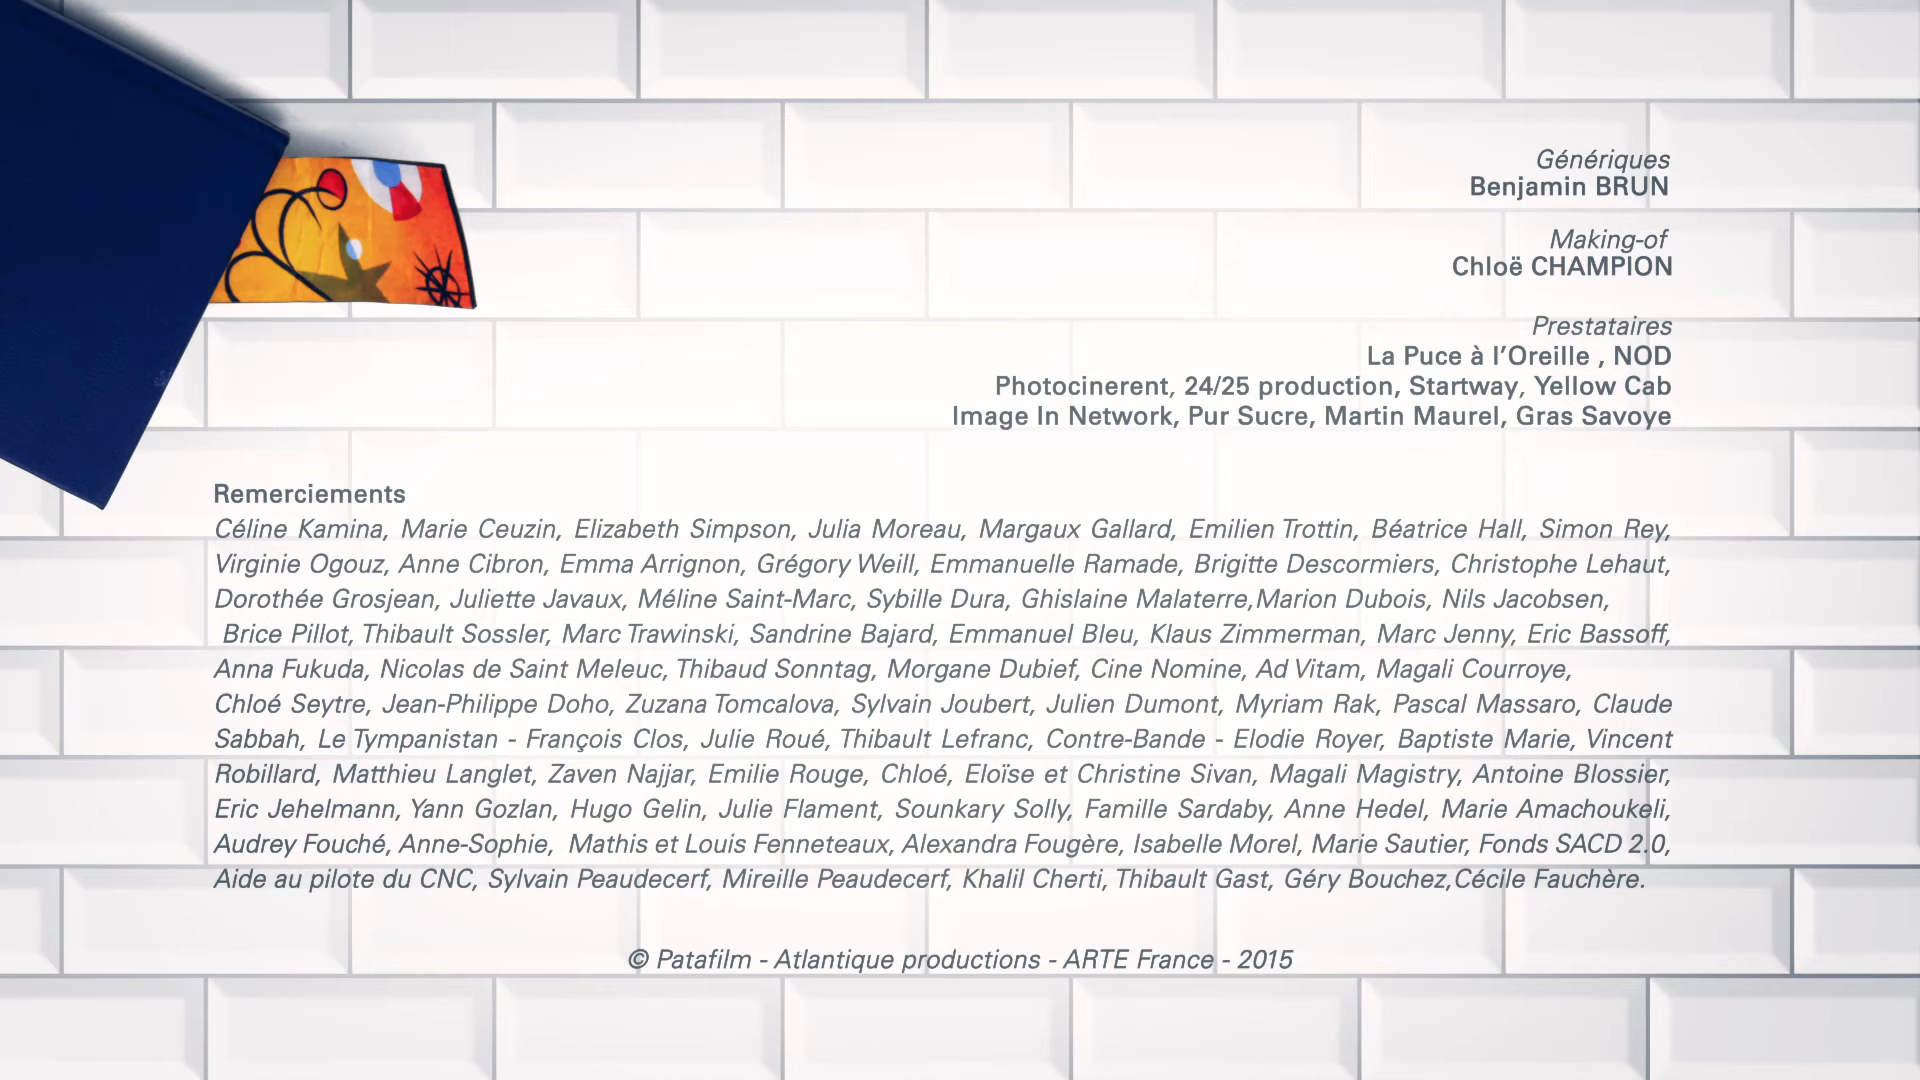 Génériques
Benjamin BRUN
Making-of
Chloë CHAMPION
Prestataires
La Puce à l'Oreille , NOD
Photocinerent, 24/25 production, Startway, Yellow Cab
Image In Network, Pur Sucre, Martin Maurel, Gras Savoye
Remerciements
Céline Kamina, Marie Ceuzin, Elizabeth Simpson, Julia Moreau, Margaux Gallard, Emilien Trottin, Béatrice Hall, Simon Rey,
Virginie Ogouz, Anne Cibron, Emma Arrignon, Grégory Weill, Emmanuelle Ramade, Brigitte Descormiers, Christophe Lehaut,
Dorothée Grosjean, Juliette Javaux, Méline Saint-Marc, Sybille Dura, Ghislaine Malaterre,Marion Dubois, Nils Jacobsen,
Brice Pillot, Thibault Sossler, Marc Trawinski, Sandrine Bajard, Emmanuel Bleu, Klaus Zimmerman, Marc Jenny, Eric Bassoff,
Anna Fukuda, Nicolas de Saint Meleuc, Thibaud Sonntag, Morgane Dubief, Cine Nomine, Ad Vitam, Magali Courroye,
Chloé Seytre, Jean-Philippe Doho, Zuzana Tomcalova, Sylvain Joubert, Julien Dumont, Myriam Rak, Pascal Massaro, Claude
Sabbah, Le Tympanistan - François Clos, Julie Roué, Thibault Lefranc, Contre-Bande - Elodie Royer, Baptiste Marie, Vincent
Robillard, Matthieu Langlet, Zaven Najjar, Emilie Rouge, Chloé, Eloïse et Christine Sivan, Magali Magistry, Antoine Blossier,
Eric Jehelmann, Yann Gozlan, Hugo Gelin, Julie Flament, Sounkary Solly, Famille Sardaby, Anne Hedel, Marie Amachoukeli,
Audrey Fouché, Anne-Sophie, Mathis et Louis Fenneteaux, Alexandra Fougère, Isabelle Morel, Marie Sautier, Fonds SACD 2.0,
Aide au pilote du CNC, Sylvain Peaudecerf, Mireille Peaudecerf, Khalil Cherti, Thibault Gast, Géry Bouchez,Cécile Fauchère.
© Patafilm - Atlantique productions - ARTE France - 2015